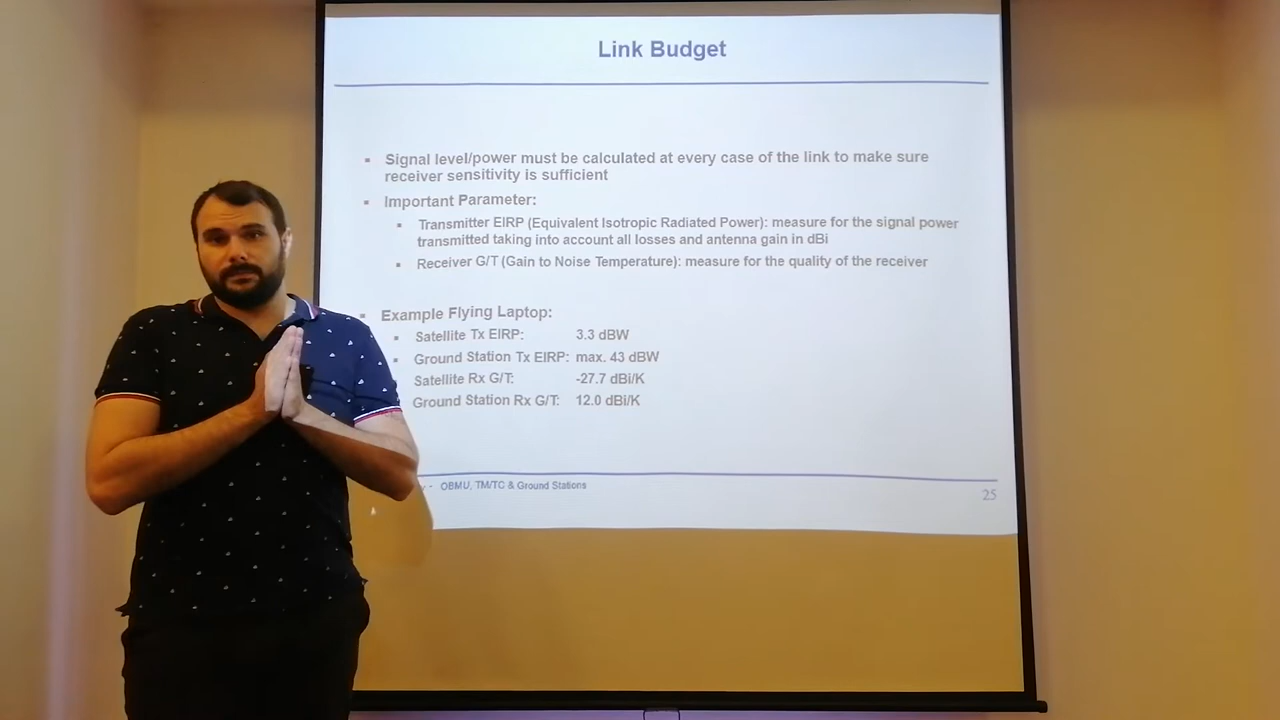 Link Budget
Signal level/power must be calculated at every case of the link to make sure
receiver sensitivity is sufficient
Important Parameter:
Transmitter EIRP (Equivalent Isotropic Radiated Power): measure for the signal power
transmitted taking into account all losses and antenna gain in dBi
Receiver G/T (Gain to Noise Temperature): measure for the quality of the receiver
Example Flying Laptop:
Satellite Tx EIRP: 3.3 dBW
Ground Station Tx EIRP: max. 43 dBW
Satellite Rx G/T: -27.7 dBi/K
Ground Station Rx G/T: 12.0 dBi/K
- OBMU, TM/TC & Ground Stations
25